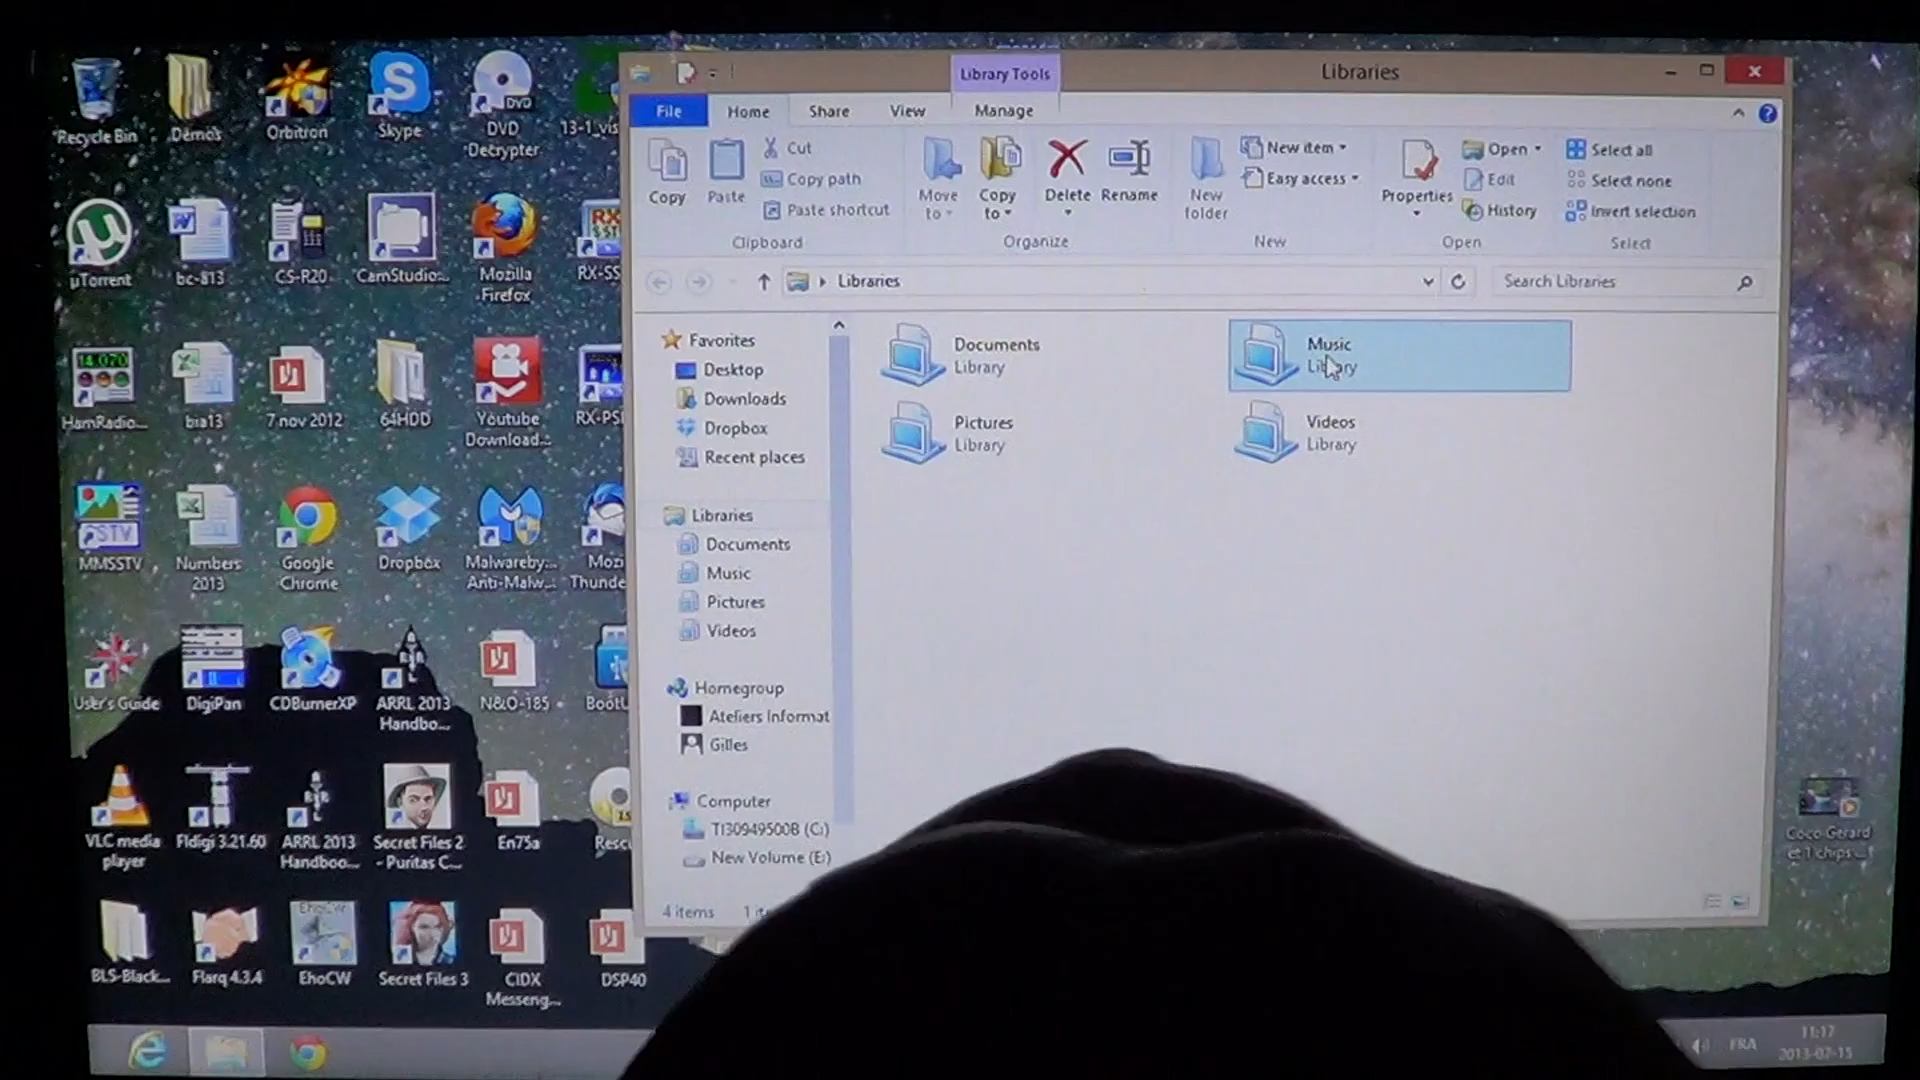 Library Tools
Libraries
File
Home
Share
View
Manage
Copy
Paste
Cut
Copy path
Paste shortcut
Clipboard
Move to
Copy to
Delete
Rename
Organize
New folder
New item
Easy access
New
Properties
Open
Edit
History
Open
Select all
Select none
Invert selection
Select
Libraries
Search Libraries
Favorites
Desktop
Downloads
Dropbox
Recent places
Libraries
Documents
Music
Pictures
Videos
Homegroup
Ateliers Informat
Gilles
Computer
TI30949500B (C:)
New Volume (E:)
Documents
Library
Music
Library
Pictures
Library
Videos
Library
4 items
Recycle Bin
Démos
Orbitron
Skype
DVD
DVD
Decrypter
13-1_vis
µTorrent
bc-813
CS-R20
CamStudio...
Mozilla
Firefox
RX-SS
14.070
HamRadio...
bia13
7 nov 2012
64HDD
Youtube
Download...
RX-PS
SSTV
MMSSTV
Numbers
2013
Google
Chrome
Dropbox
Malwareby...
Anti-Malw...
Mozi
Thunde
User's Guide
DigiPan
CDBurnerXP
ARRL 2013
Handbo...
N&O-185
BootU
VLC media
player
Fldigi 3.21.60
ARRL 2013
Handboo...
Secret Files 2
- Puritas C...
En75a
Rescu
BLS-Black...
Flarq 4.3.4
EhoCW
EhoCW
Secret Files 3
CIDX
Messeng...
DSP40
Coco Gerard
et 1 chips ...
FRA
11:17
2013-07-15